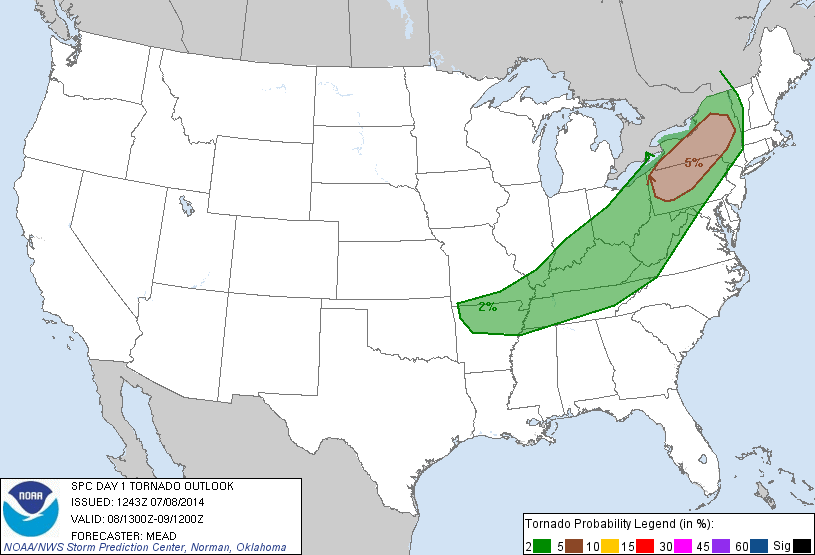 5%
2%
NOAA
SPC DAY 1 TORNADO OUTLOOK
ISSUED: 1243Z 07/08/2014
VALID: 08/1300Z-09/1200Z
FORECASTER: MEAD
NOAA/NWS Storm Prediction Center, Norman, Oklahoma
Tornado Probability Legend (in %):
2 5 10 15 30 45 60 Sig